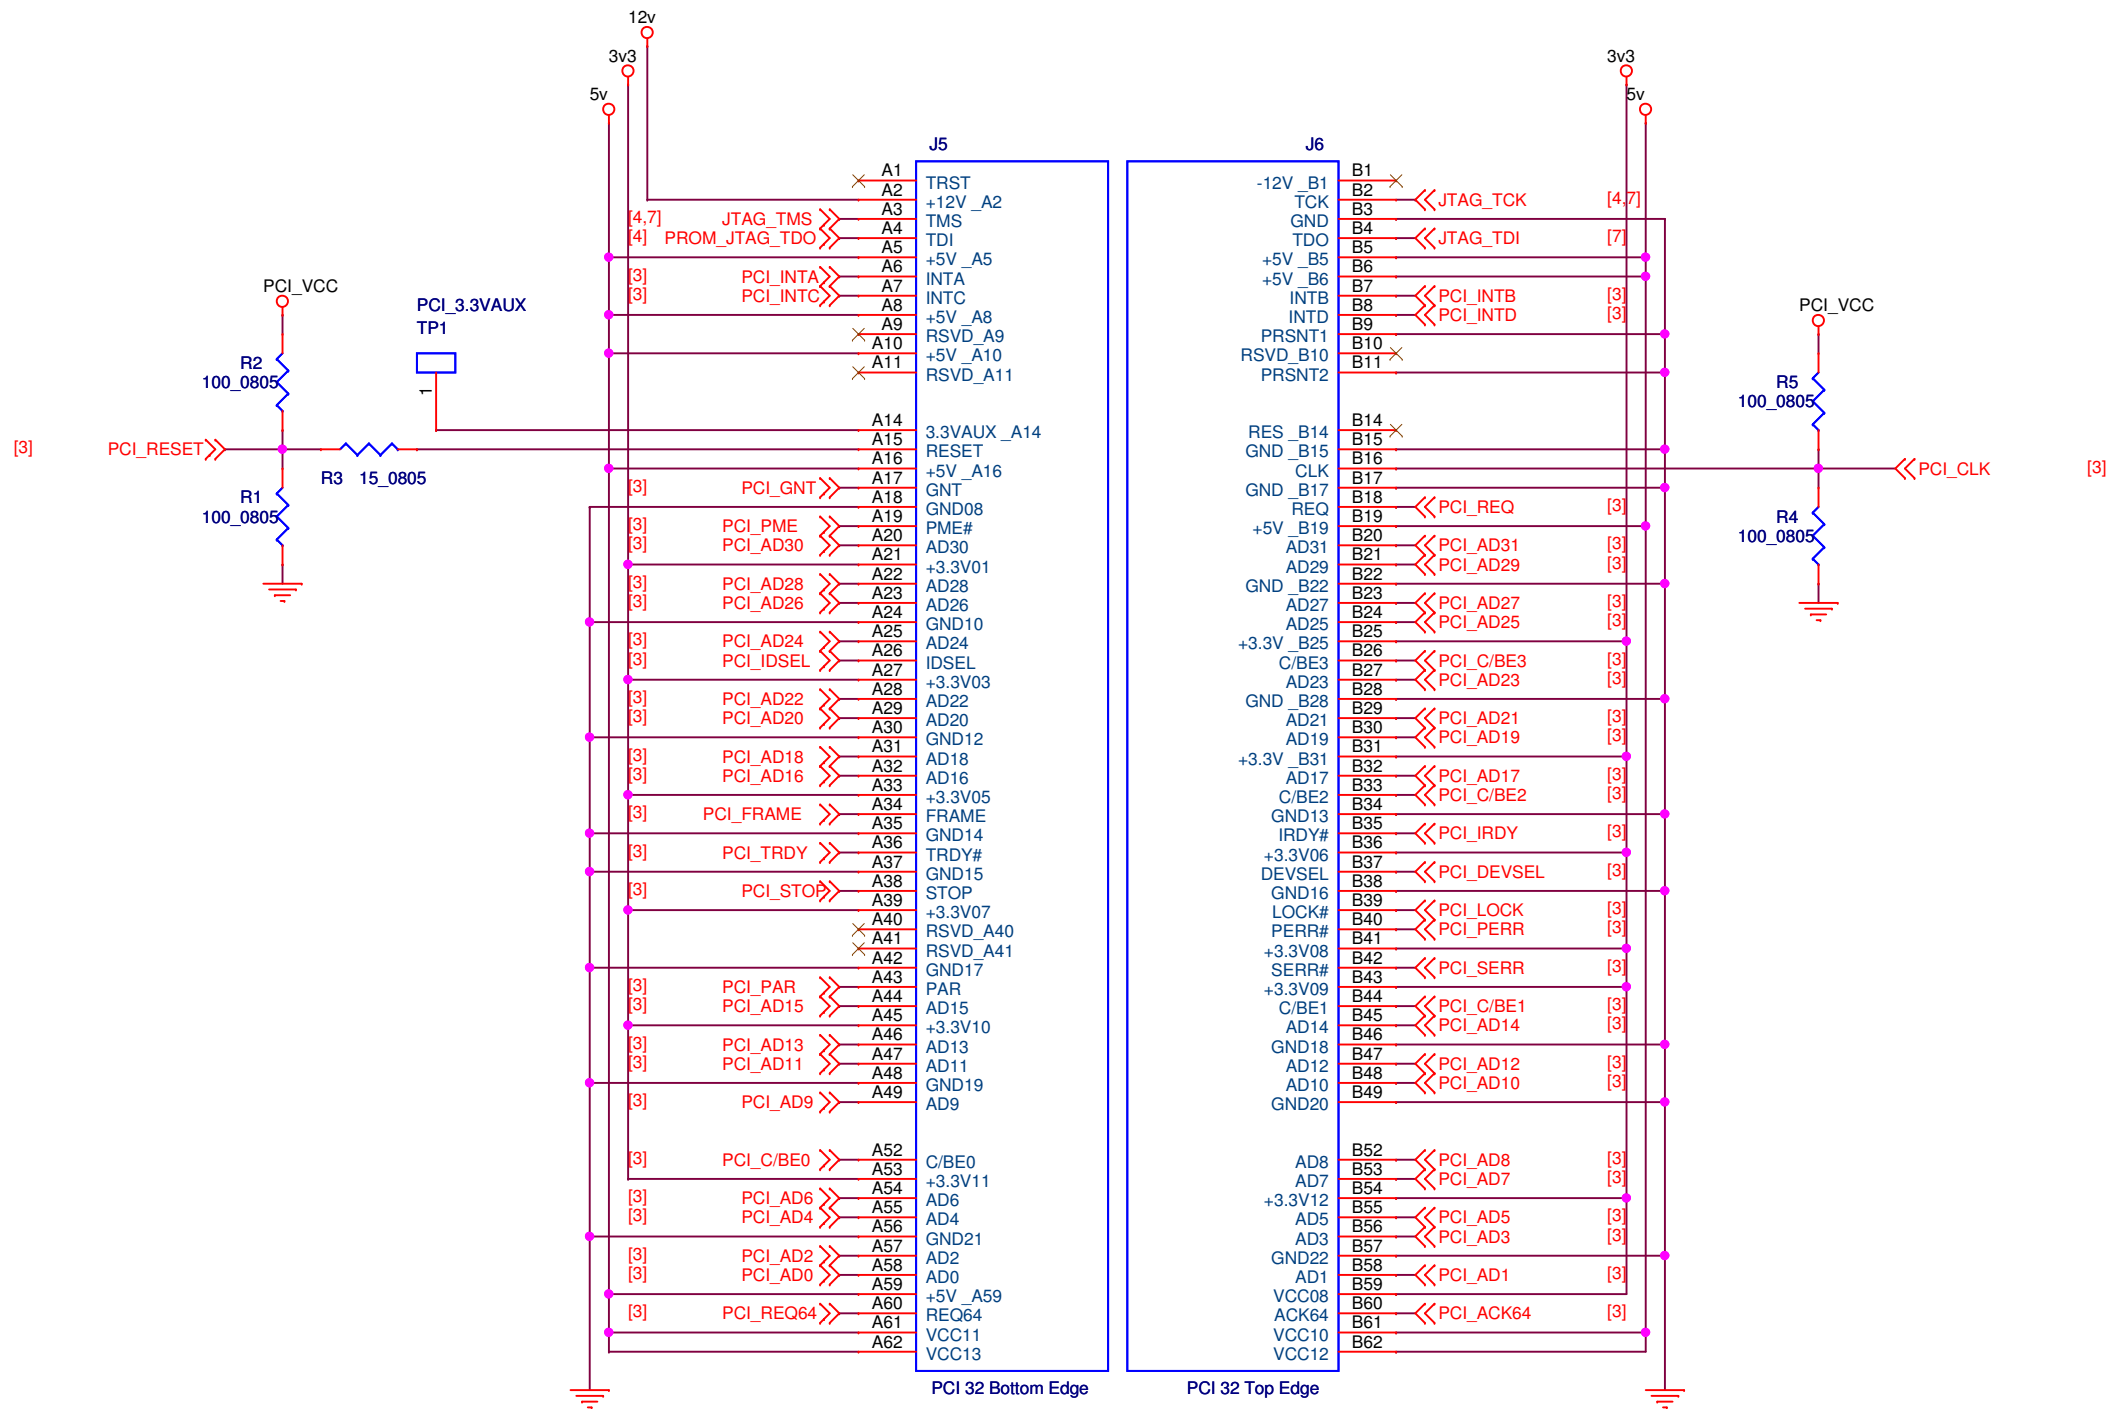 12v
3v3
3v3
5v
5v
J5
J6
A1 TRST
-12V _B1 B1
A2 +12V _A2
TCK B2 JTAG_TCK [4,7]
[4,7] JTAG_TMS A3 TMS
GND B3
[4] PROM_JTAG_TDO A4 TDI
TDO B4 JTAG_TDI [7]
A5 +5V _A5
+5V _B5 B5
[3] PCI_INTA A6 INTA
+5V _B6 B6
[3] PCI_INTC A7 INTC
INTB B7 PCI_INTB [3]
A8 +5V _A8
INTD B8 PCI_INTD [3]
A9 RSVD_A9
PRSNT1 B9
A10 +5V _A10
RSVD_B10 B10
A11 RSVD_A11
PRSNT2 B11
PCI_VCC
PCI_3.3VAUX
TP1
1
R2
100_0805
PCI_VCC
R5
100_0805
A14 3.3VAUX _A14
RES _B14 B14
[3] PCI_RESET
R3 15_0805
A15 RESET
GND _B15 B15
A16 +5V _A16
CLK B16
PCI_CLK [3]
R1
100_0805
R4
100_0805
[3] PCI_GNT A17 GNT
GND _B17 B17
A18 GND08
REQ B18 PCI_REQ [3]
[3] PCI_PME A19 PME#
+5V _B19 B19
[3] PCI_AD30 A20 AD30
AD31 B20 PCI_AD31 [3]
A21 +3.3V01
AD29 B21 PCI_AD29 [3]
[3] PCI_AD28 A22 AD28
GND _B22 B22
[3] PCI_AD26 A23 AD26
AD27 B23 PCI_AD27 [3]
A24 GND10
AD25 B24 PCI_AD25 [3]
[3] PCI_AD24 A25 AD24
+3.3V _B25 B25
[3] PCI_IDSEL A26 IDSEL
C/BE3 B26 PCI_C/BE3 [3]
A27 +3.3V03
AD23 B27 PCI_AD23 [3]
[3] PCI_AD22 A28 AD22
GND _B28 B28
[3] PCI_AD20 A29 AD20
AD21 B29 PCI_AD21 [3]
A30 GND12
AD19 B30 PCI_AD19 [3]
[3] PCI_AD18 A31 AD18
+3.3V _B31 B31
[3] PCI_AD16 A32 AD16
AD17 B32 PCI_AD17 [3]
A33 +3.3V05
C/BE2 B33 PCI_C/BE2 [3]
[3] PCI_FRAME A34 FRAME
GND13 B34
A35 GND14
IRDY# B35 PCI_IRDY [3]
[3] PCI_TRDY A36 TRDY#
+3.3V06 B36
A37 GND15
DEVSEL B37 PCI_DEVSEL [3]
[3] PCI_STOP A38 STOP
GND16 B38
A39 +3.3V07
LOCK# B39 PCI_LOCK [3]
A40 RSVD_A40
PERR# B40 PCI_PERR [3]
A41 RSVD_A41
+3.3V08 B41
A42 GND17
SERR# B42 PCI_SERR [3]
[3] PCI_PAR A43 PAR
+3.3V09 B43
[3] PCI_AD15 A44 AD15
C/BE1 B44 PCI_C/BE1 [3]
A45 +3.3V10
AD14 B45 PCI_AD14 [3]
[3] PCI_AD13 A46 AD13
GND18 B46
[3] PCI_AD11 A47 AD11
AD12 B47 PCI_AD12 [3]
A48 GND19
AD10 B48 PCI_AD10 [3]
[3] PCI_AD9 A49 AD9
GND20 B49
[3] PCI_C/BE0 A52 C/BE0
AD8 B52 PCI_AD8 [3]
A53 +3.3V11
AD7 B53 PCI_AD7 [3]
[3] PCI_AD6 A54 AD6
+3.3V12 B54
[3] PCI_AD4 A55 AD4
AD5 B55 PCI_AD5 [3]
A56 GND21
AD3 B56 PCI_AD3 [3]
[3] PCI_AD2 A57 AD2
GND22 B57
[3] PCI_AD0 A58 AD0
AD1 B58 PCI_AD1 [3]
A59 +5V _A59
VCC08 B59
[3] PCI_REQ64 A60 REQ64
ACK64 B60 PCI_ACK64 [3]
A61 VCC11
VCC10 B61
A62 VCC13
VCC12 B62
PCI 32 Bottom Edge
PCI 32 Top Edge